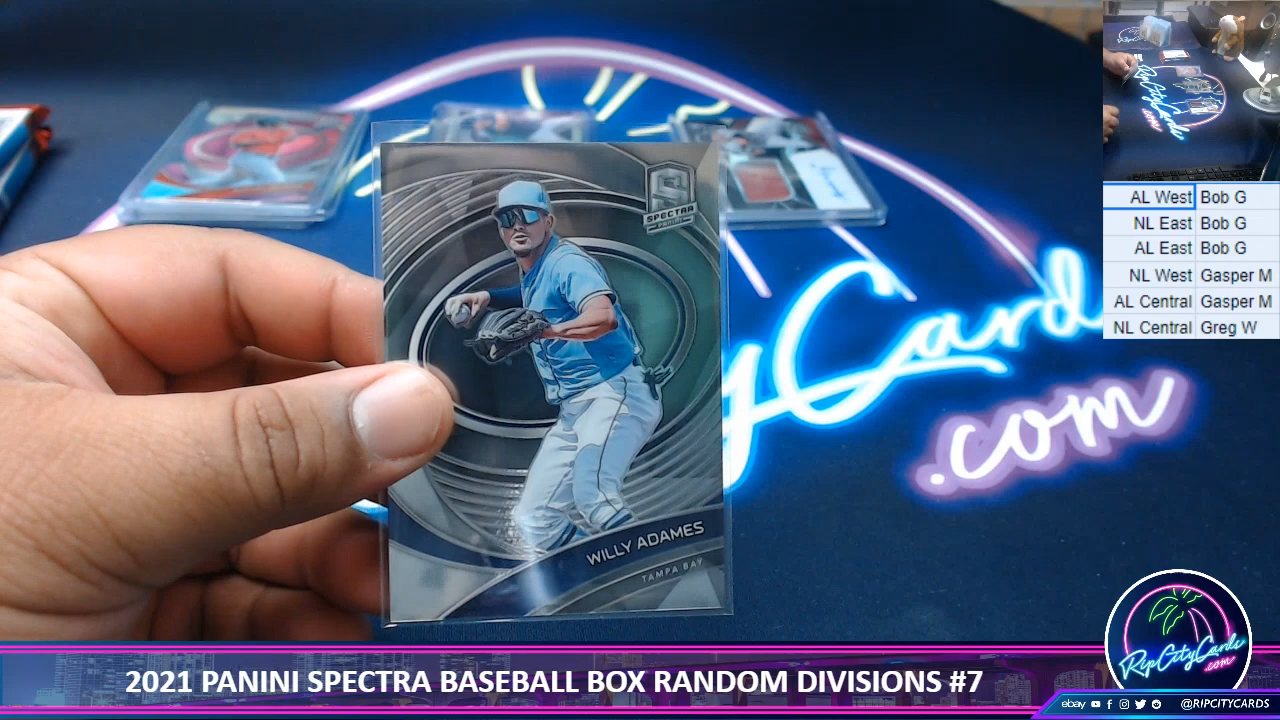 SPECTRA
PANINI
WILLY ADAMES
TAMPA BAY
yCards
.com
AL West Bob G
NL East Bob G
AL East Bob G
NL West Gasper M
AL Central Gasper M
NL Central Greg W
2021 PANINI SPECTRA BASEBALL BOX RANDOM DIVISIONS #7
RipCityCards
.com
ebay @RIPCITYCARDS